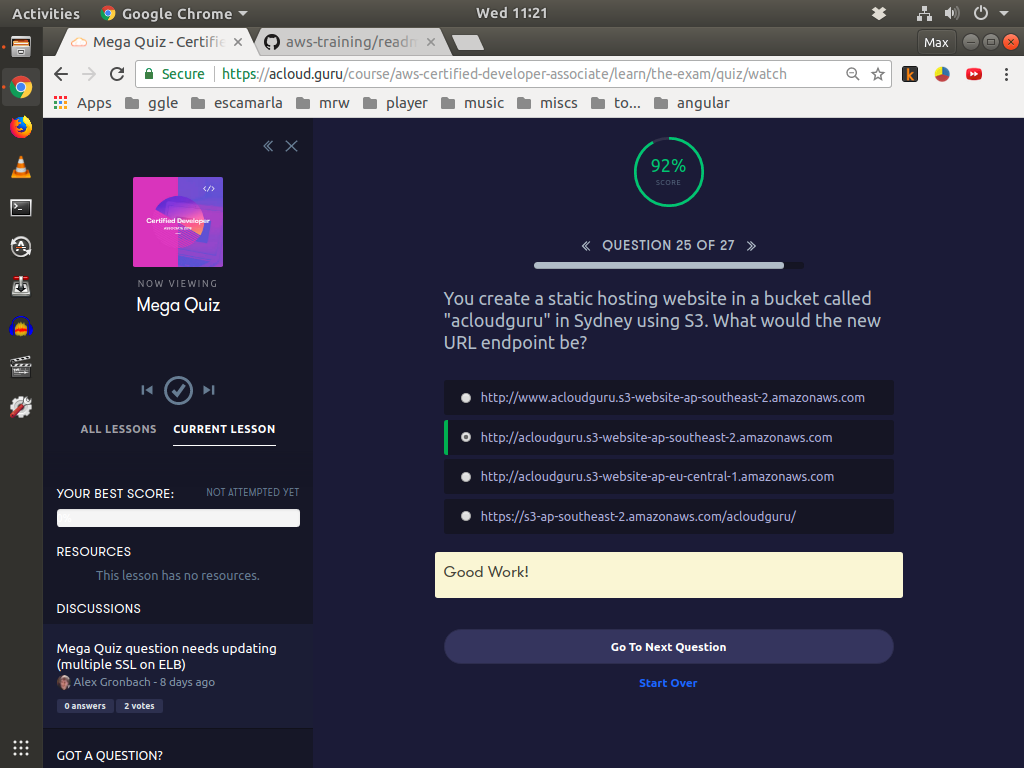 Activities
Google Chrome
Wed 11:21
Mega Quiz - Certifie
aws-training/readn
Max
Secure
https://acloud.guru/course/aws-certified-developer-associate/learn/the-exam/quiz/watch
Apps
ggle
escamarla
mrw
player
music
miscs
to...
angular
</>
Certified Developer
NOW VIEWING
Mega Quiz
ALL LESSONS
CURRENT LESSON
YOUR BEST SCORE:
NOT ATTEMPTED YET
RESOURCES
This lesson has no resources.
DISCUSSIONS
Mega Quiz question needs updating
(multiple SSL on ELB)
Alex Gronbach - 8 days ago
0 answers
2 votes
GOT A QUESTION?
92%
SCORE
« QUESTION 25 OF 27 »
You create a static hosting website in a bucket called
"acloudguru" in Sydney using S3. What would the new
URL endpoint be?
http://www.acloudguru.s3-website-ap-southeast-2.amazonaws.com
http://acloudguru.s3-website-ap-southeast-2.amazonaws.com
http://acloudguru.s3-website-ap-eu-central-1.amazonaws.com
https://s3-ap-southeast-2.amazonaws.com/acloudguru/
Good Work!
Go To Next Question
Start Over